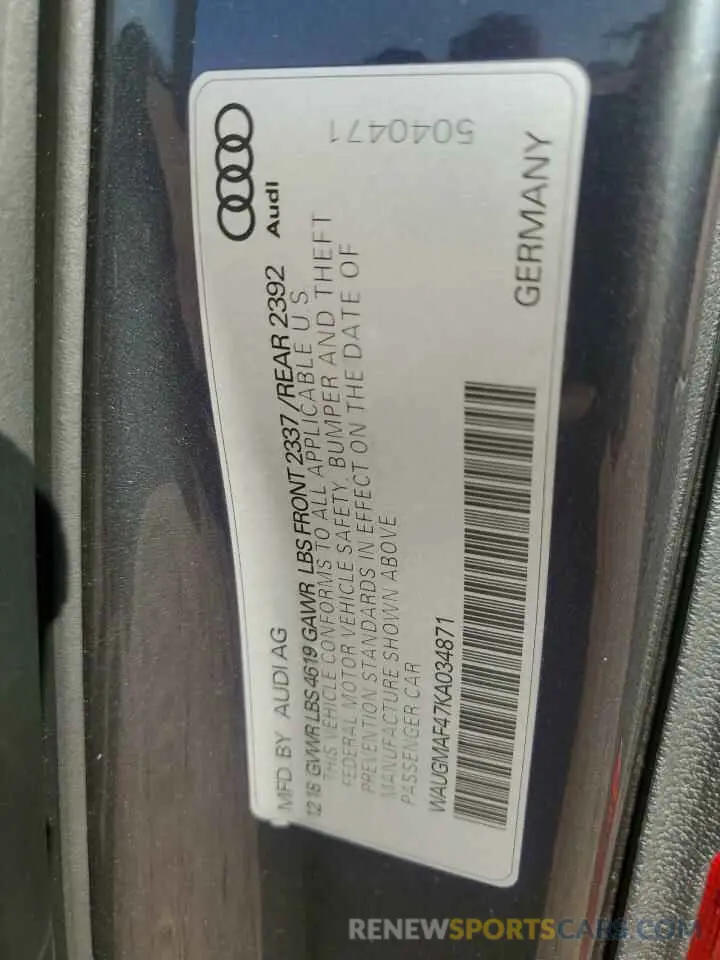 5040471
Audi
GERMANY
MFD BY AUDI AG
12 18 GVWR LBS 4619 GAWR LBS FRONT 2337 / REAR 2392
THIS VEHICLE CONFORMS TO ALL APPLICABLE U S
FEDERAL MOTOR VEHICLE SAFETY, BUMPER AND THEFT
PREVENTION STANDARDS IN EFFECT ON THE DATE OF
MANUFACTURE SHOWN ABOVE
PASSENGER CAR
WAUGMAF47KA034871
RENEWSPORTSCARS.COM